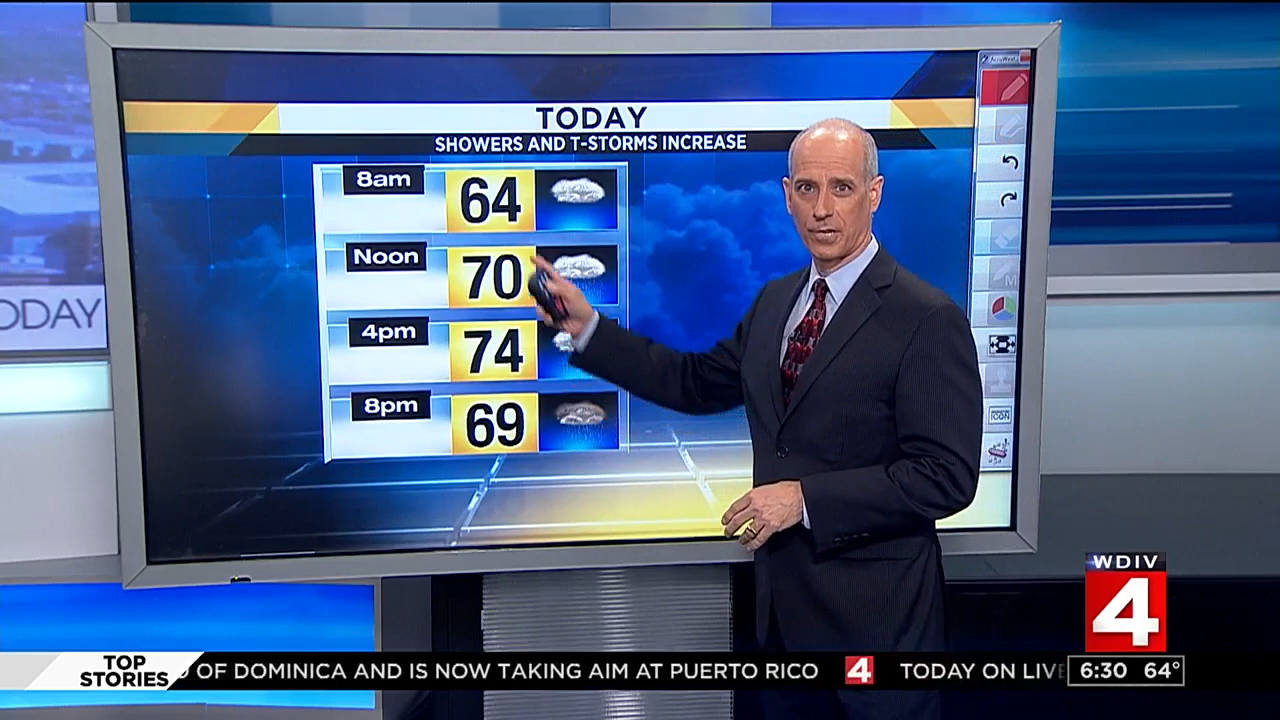 TODAY
SHOWERS AND T-STORMS INCREASE
8am 64
Noon 70
4pm 74
8pm 69
ODAY
ICON
M
WDIV
4
TOP STORIES
OF DOMINICA AND IS NOW TAKING AIM AT PUERTO RICO 4 TODAY ON LIVE
6:30 64°